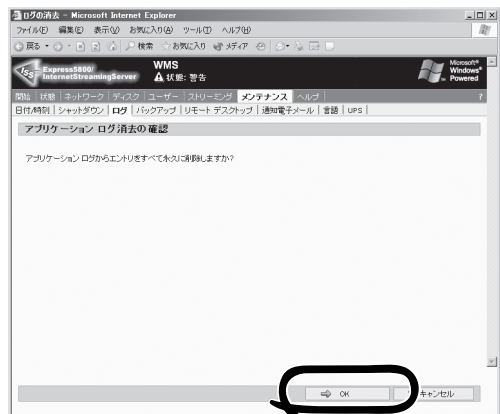 ログの消去 - Microsoft Internet Explorer
ファイル(F) 編集(E) 表示(V) お気に入り(A) ツール(T) ヘルプ(H)
戻る 検索 お気に入り メディア
Express5800/
InternetStreamingServer
WMS
状態: 警告
Microsoft®
Windows®
Powered
開始 状態 ネットワーク ディスク ユーザー ストリーミング メンテナンス ヘルプ ?
日付/時刻 シャットダウン ログ バックアップ リモート デスクトップ 通知電子メール 言語 UPS
アプリケーション ログ消去の確認
アプリケーション ログからエントリをすべて永久に削除しますか?
OK キャンセル